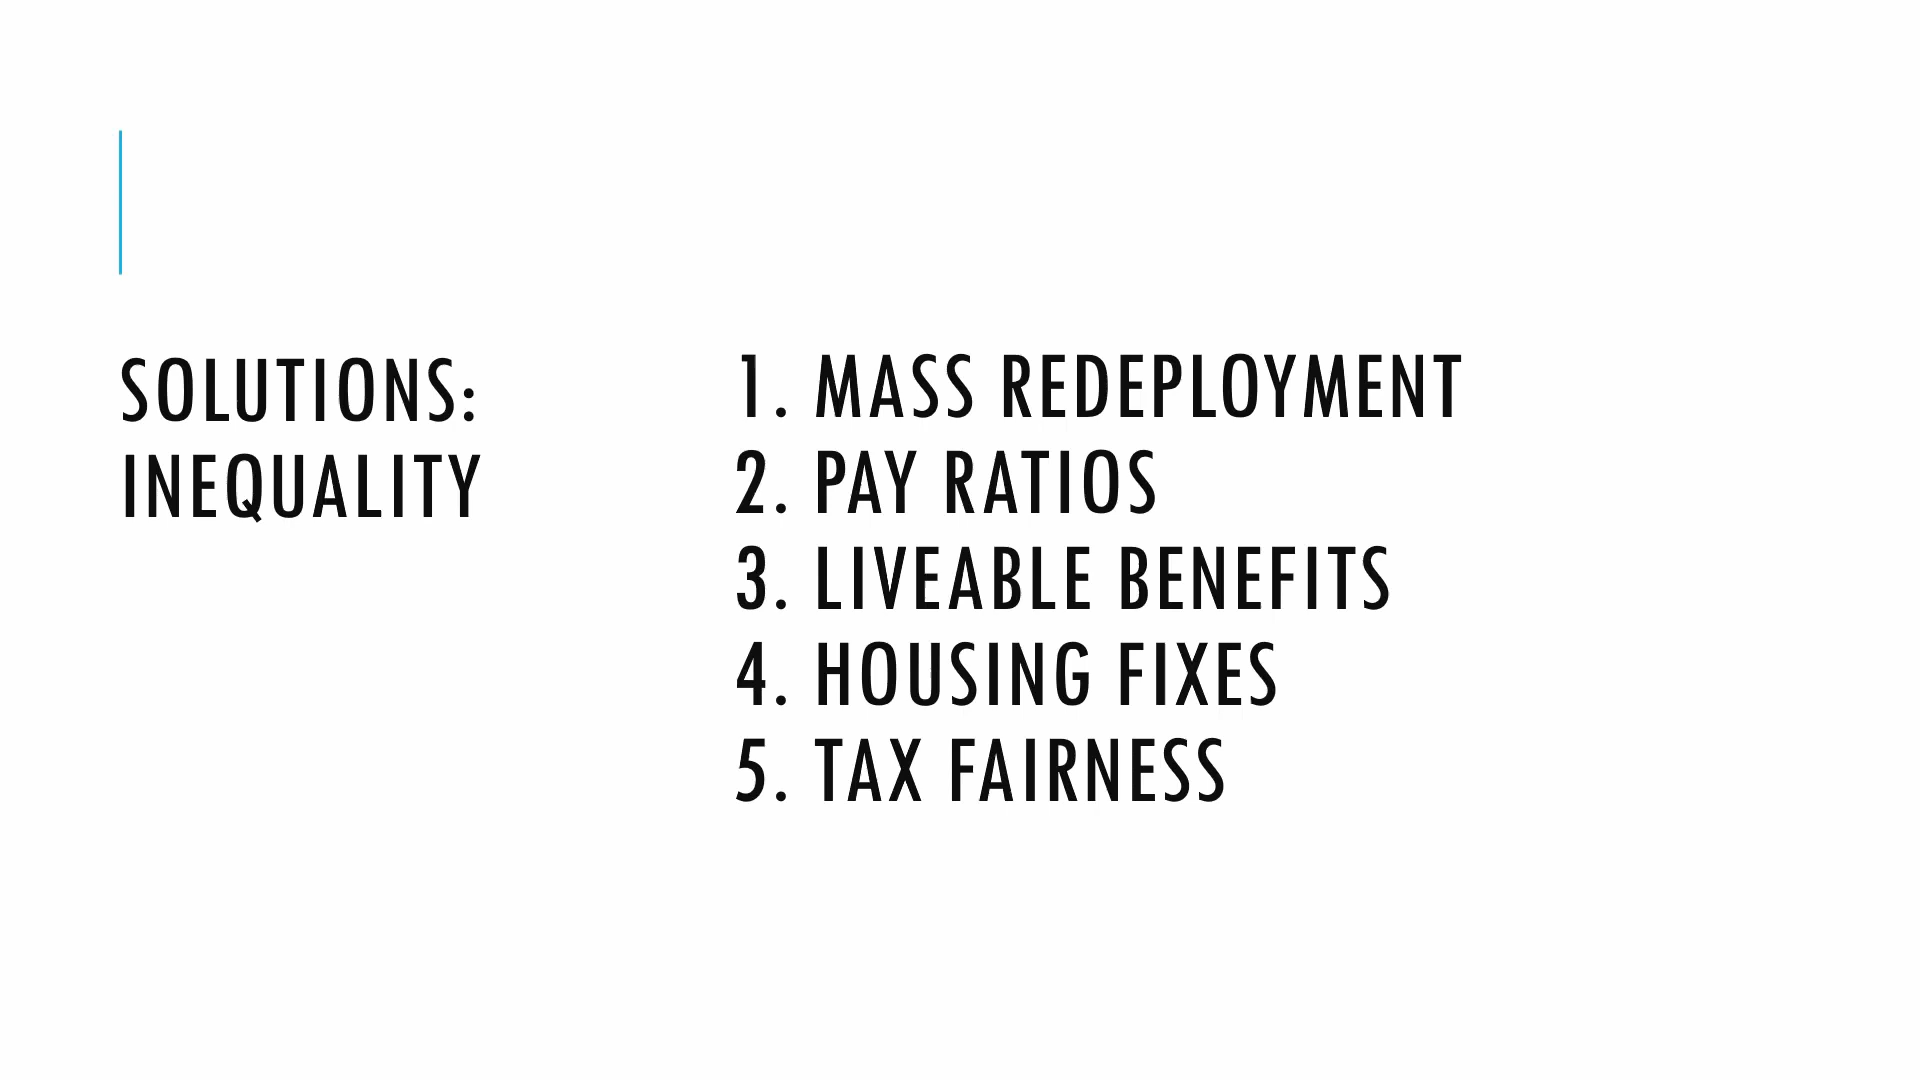 SOLUTIONS:
INEQUALITY
1. MASS REDEPLOYMENT
2. PAY RATIOS
3. LIVEABLE BENEFITS
4. HOUSING FIXES
5. TAX FAIRNESS